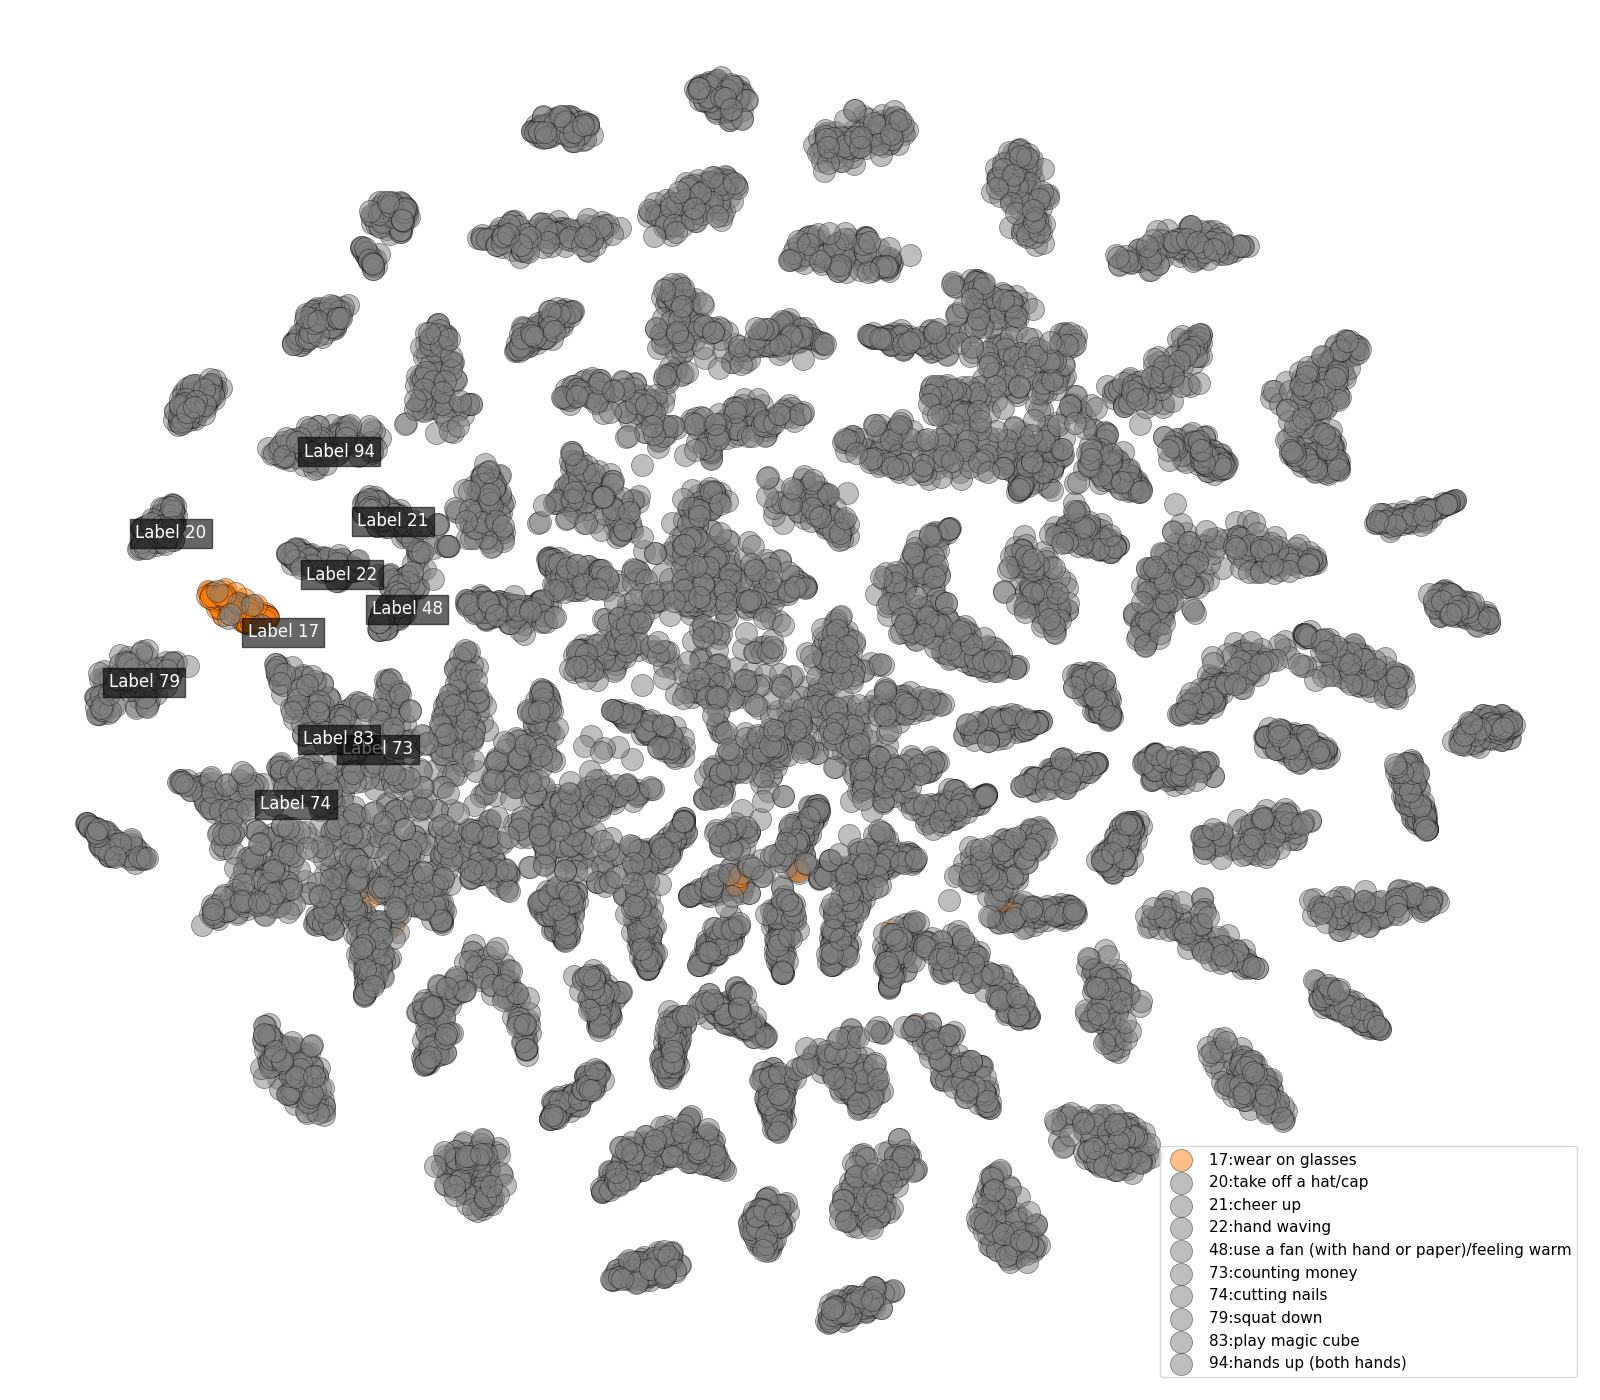 Label 94
Label 21
Label 20
Label 22
Label 48
Label 17
Label 79
Label 83
Label 73
Label 74
17:wear on glasses
20:take off a hat/cap
21:cheer up
22:hand waving
48:use a fan (with hand or paper)/feeling warm
73:counting money
74:cutting nails
79:squat down
83:play magic cube
94:hands up (both hands)